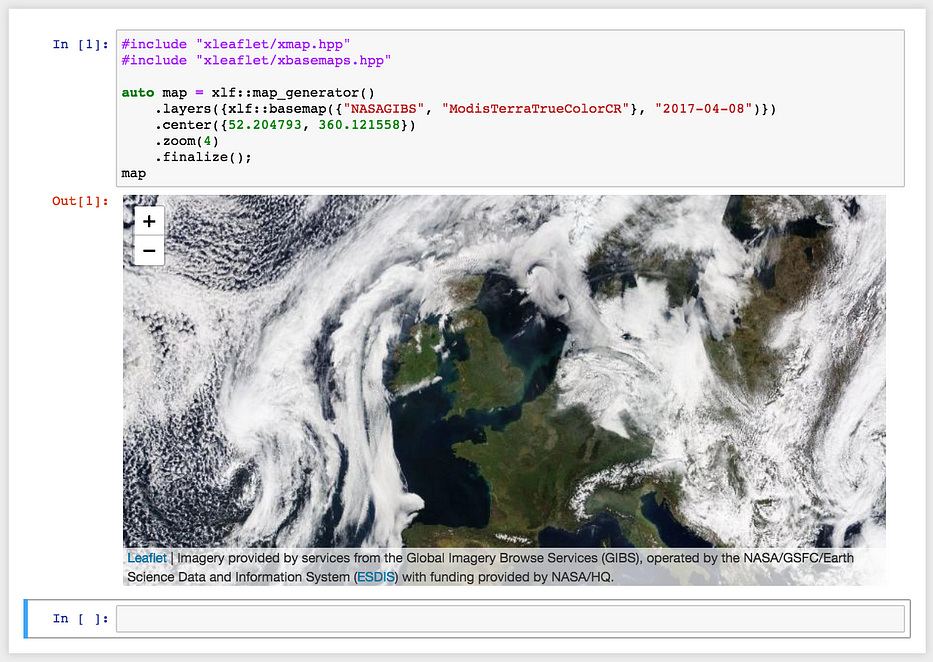 In [1]: #include "xleaflet/xmap.hpp"
#include "xleaflet/xbasemaps.hpp"
auto map = xlf::map_generator()
    .layers({xlf::basemap({"NASAGIBS", "ModisTerraTrueColorCR"}, "2017-04-08")})
    .center({52.204793, 360.121558})
    .zoom(4)
    .finalize();
map
Out[1]:
+
−
Leaflet | Imagery provided by services from the Global Imagery Browse Services (GIBS), operated by the NASA/GSFC/Earth
Science Data and Information System (ESDIS) with funding provided by NASA/HQ.
In [ ]: